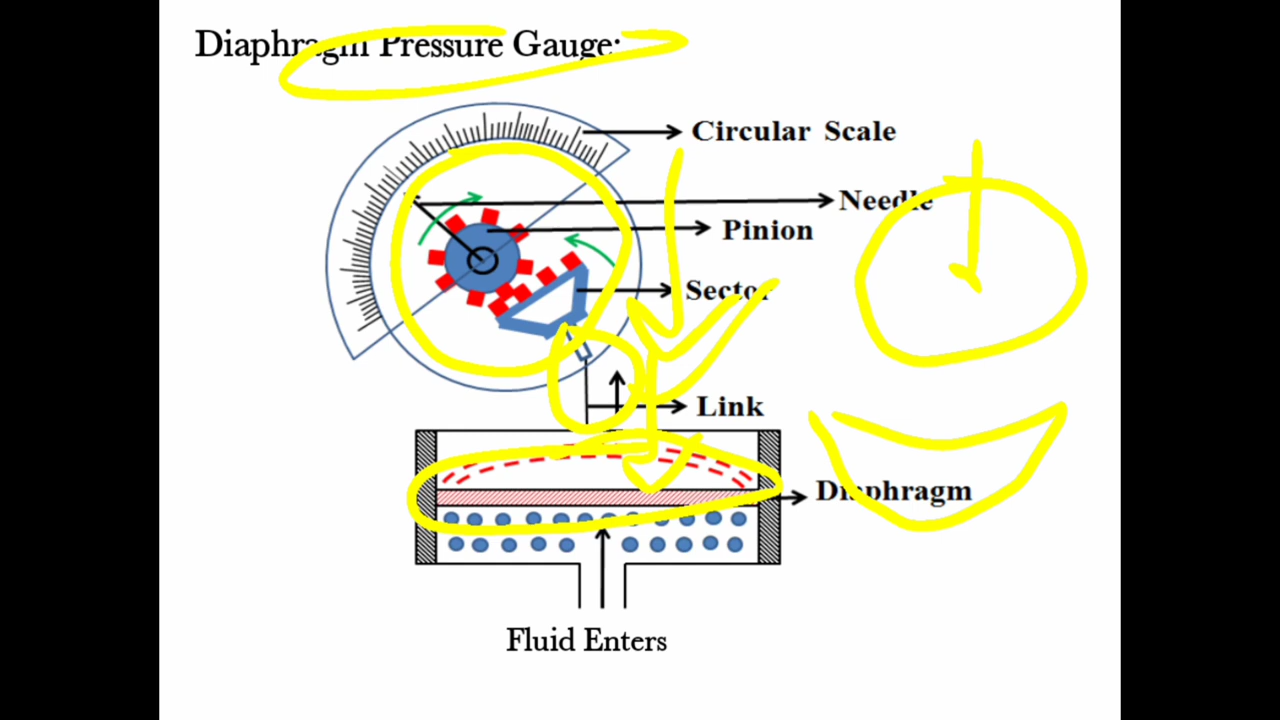 Diaphragm Pressure Gauge:
Circular Scale
Needle
Pinion
Sector
Link
Diaphragm
Fluid Enters